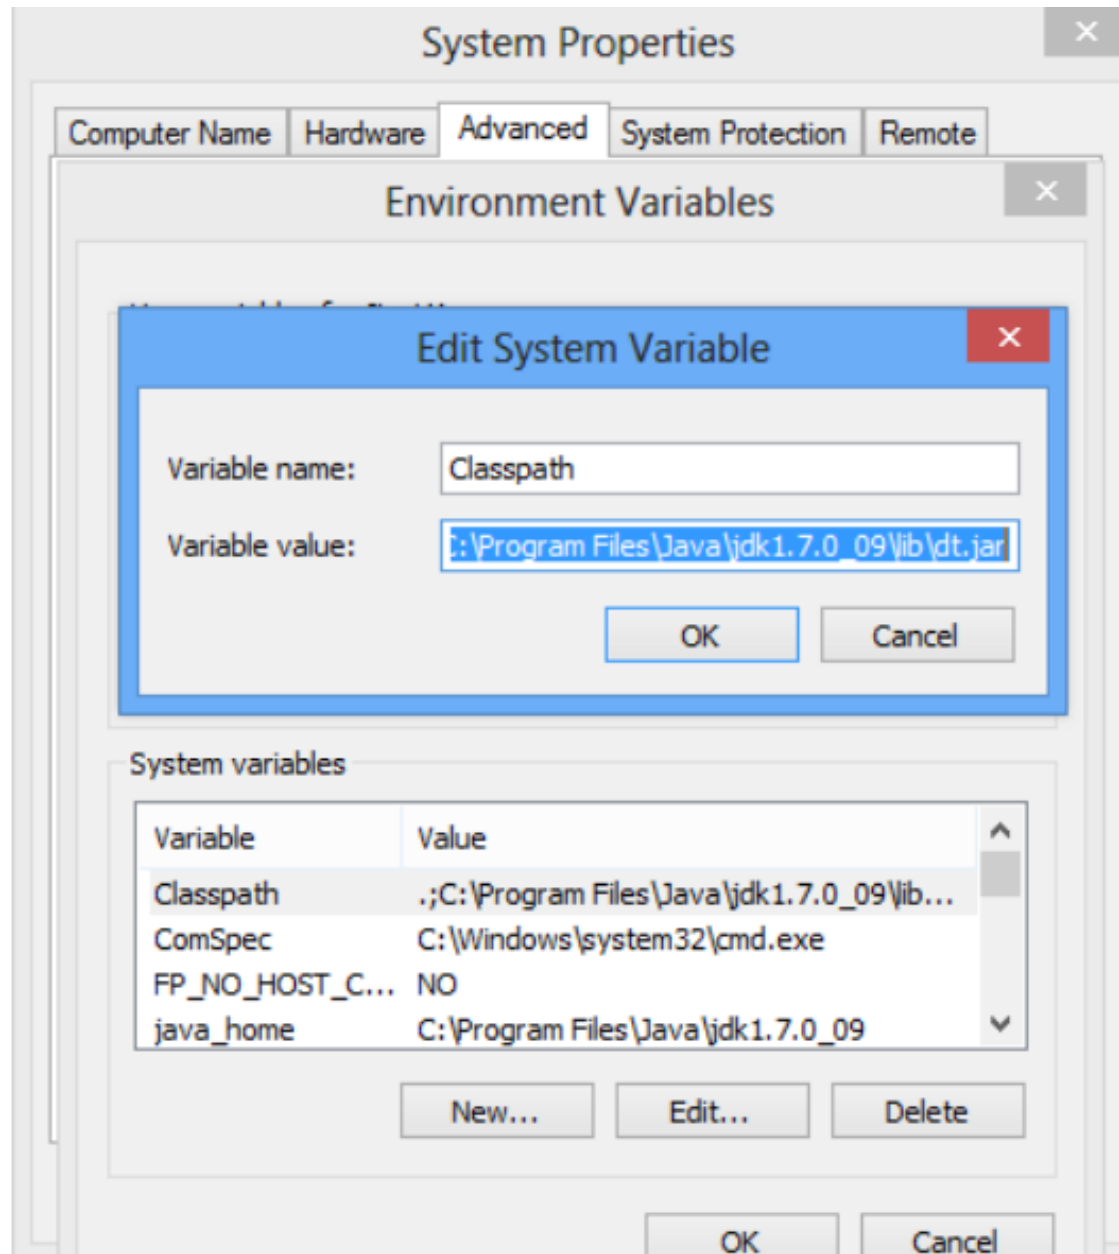 System Properties
Computer Name Hardware Advanced System Protection Remote
Environment Variables
Edit System Variable
Variable name: Classpath
Variable value: :\Program Files\Java\jdk1.7.0_09\lib\dt.jar
OK Cancel
System variables
Variable Value
Classpath .;C:\Program Files\Java\jdk1.7.0_09\lib...
ComSpec C:\Windows\system32\cmd.exe
FP_NO_HOST_C... NO
java_home C:\Program Files\Java\jdk1.7.0_09
New... Edit... Delete
OK Cancel